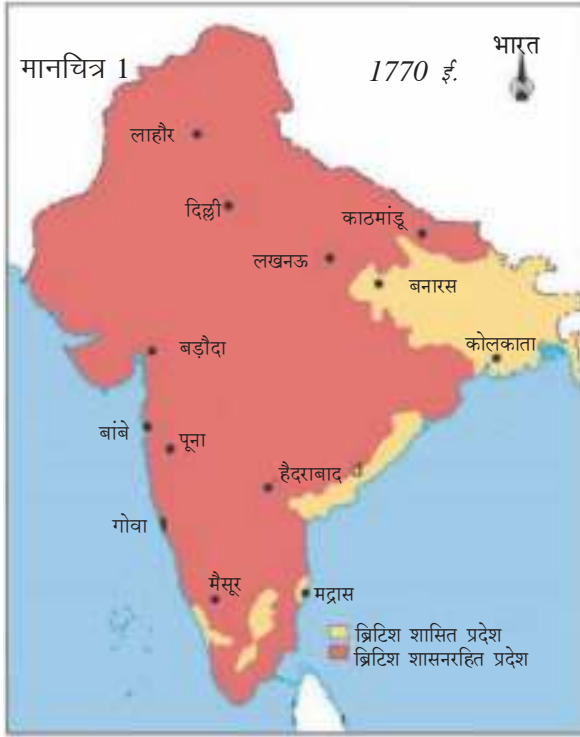 भारत
मानचित्र 1
1770 ई.
लाहौर
दिल्ली
काठमांडू
लखनऊ
बनारस
बड़ौदा
कोलकाता
बांबे
पूना
हैदराबाद
गोवा
मैसूर
मद्रास
ब्रिटिश शासित प्रदेश
ब्रिटिश शासनरहित प्रदेश